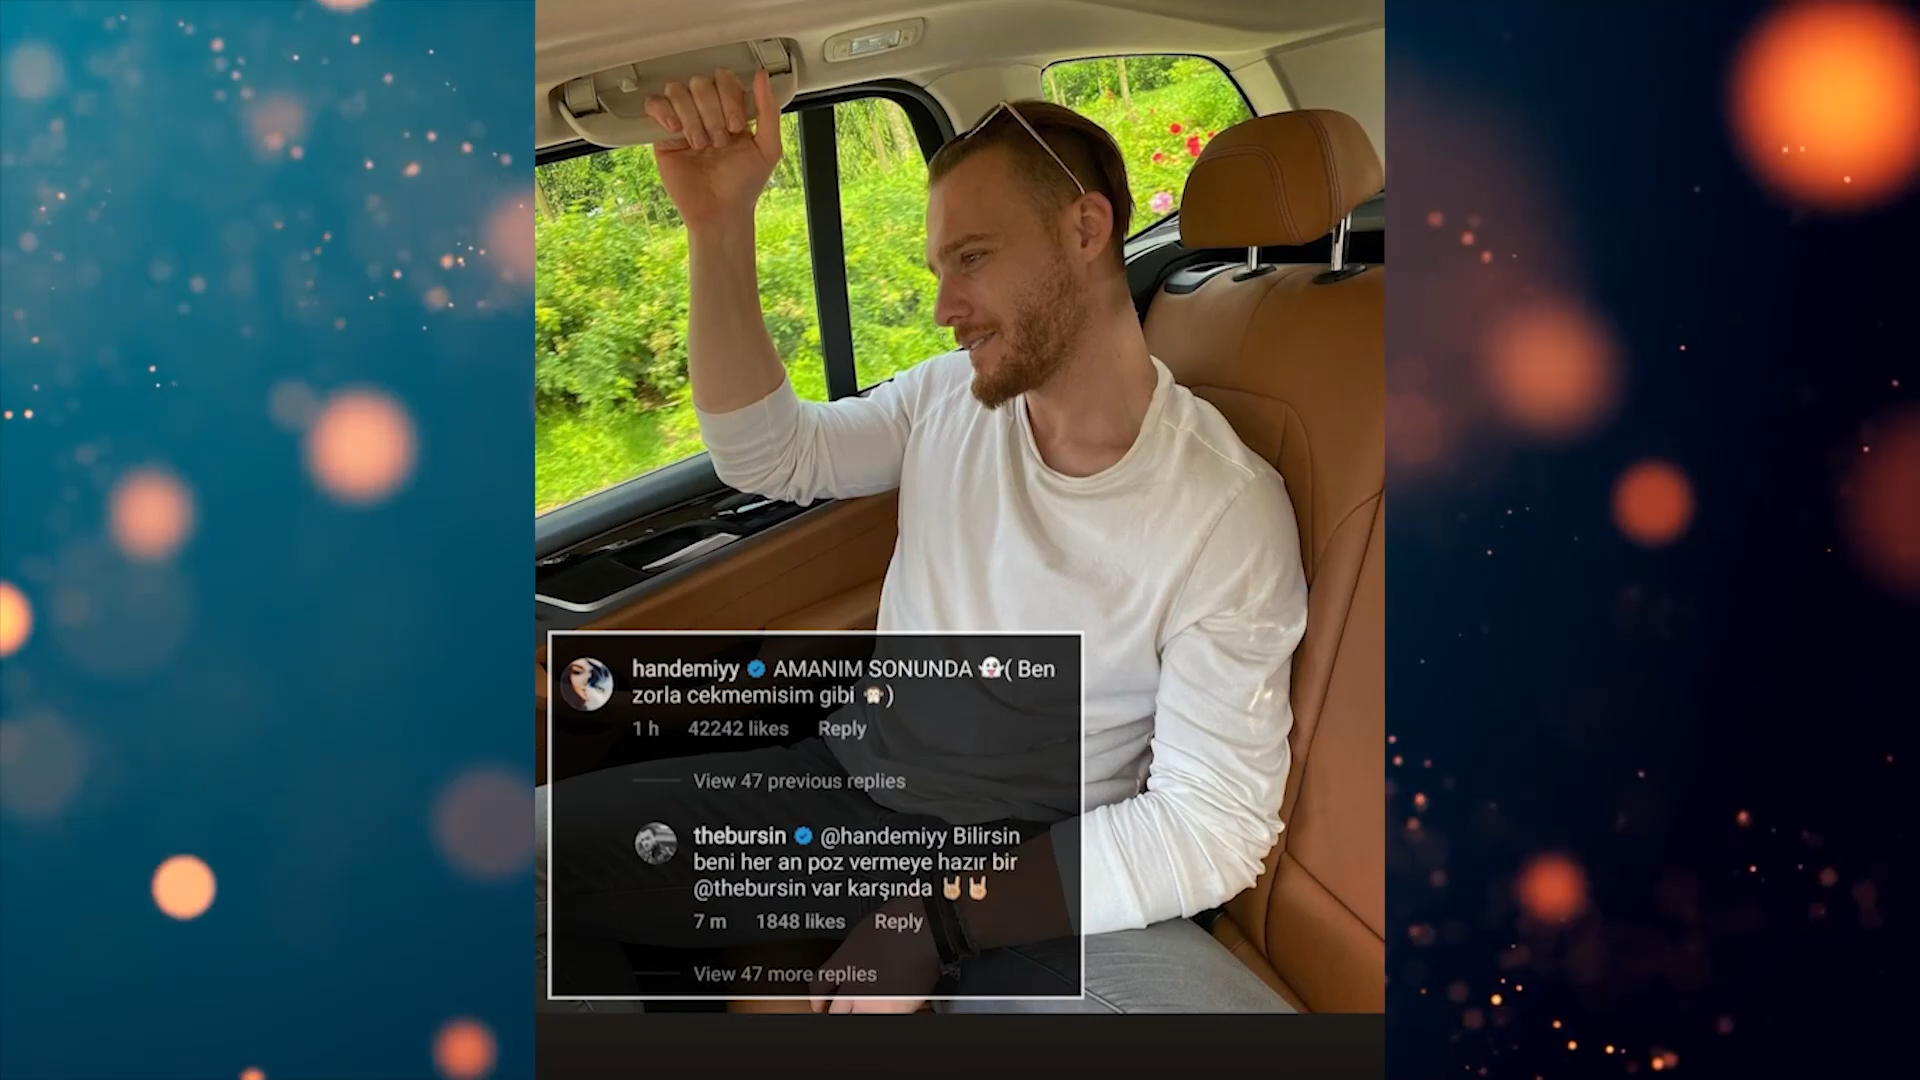 handemiyy AMANIM SONUNDA 👻( Ben
zorla cekmemisim gibi 🙊)
1 h 42242 likes Reply
View 47 previous replies
thebursin @handemiyy Bilirsin
beni her an poz vermeye hazır bir
@thebursin var karşında 🤘🤘
7 m 1848 likes Reply
View 47 more replies